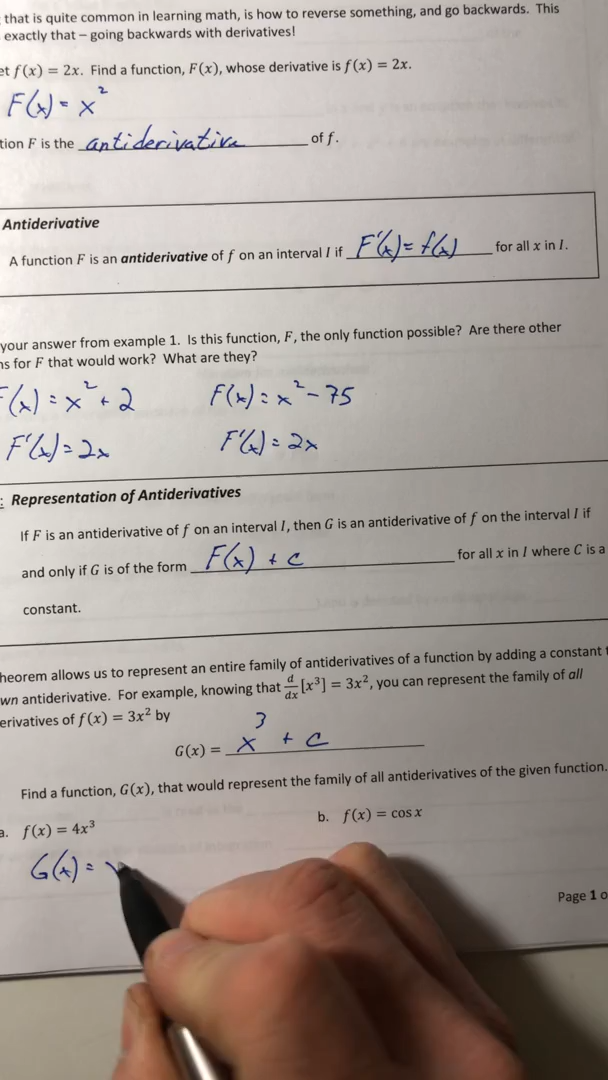 that is quite common in learning math, is how to reverse something, and go backwards. This
exactly that – going backwards with derivatives!
et f(x) = 2x. Find a function, F(x), whose derivative is f(x) = 2x.
F(x) = x²
tion F is the antiderivative of f.
Antiderivative
A function F is an antiderivative of f on an interval I if F'(x) = f(x) for all x in I.
your answer from example 1. Is this function, F, the only function possible? Are there other
ns for F that would work? What are they?
F(x) = x² + 2 F(x) = x² - 75
F'(x) = 2x F'(x) = 2x
: Representation of Antiderivatives
If F is an antiderivative of f on an interval I, then G is an antiderivative of f on the interval I if
and only if G is of the form F(x) + C for all x in I where C is a
constant.
heorem allows us to represent an entire family of antiderivatives of a function by adding a constant t
wn antiderivative. For example, knowing that d/dx [x³] = 3x², you can represent the family of all
erivatives of f(x) = 3x² by
G(x) = x³ + C
Find a function, G(x), that would represent the family of all antiderivatives of the given function.
a. f(x) = 4x³ b. f(x) = cos x
G(x) =
Page 1 o